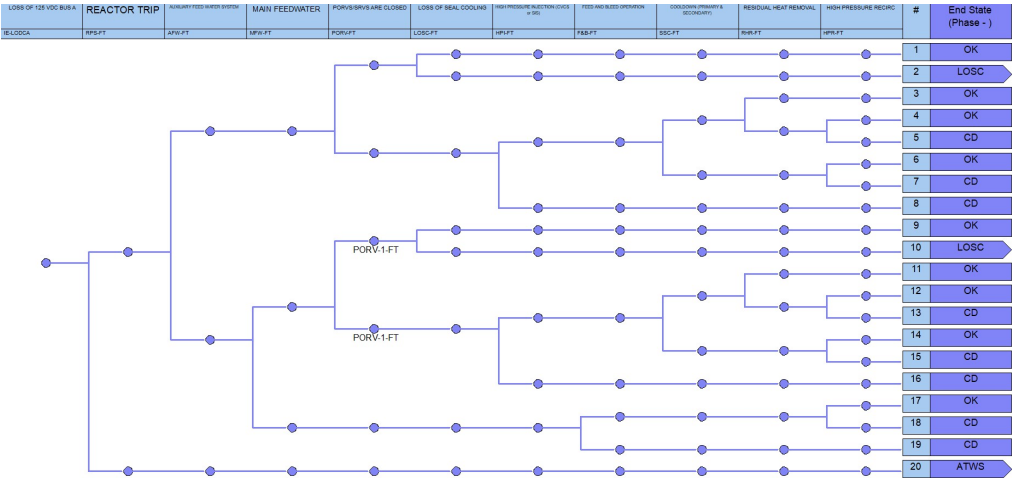 LOSS OF 125 VDC BUS A
REACTOR TRIP
AUXILIARY FEED WATER SYSTEM
MAIN FEEDWATER
PORVS/SRVS ARE CLOSED
LOSS OF SEAL COOLING
HIGH PRESSURE INJECTION (CVCS
or SIS)
FEED AND BLEED OPERATION
COOLDOWN (PRIMARY &
SECONDARY)
RESIDUAL HEAT REMOVAL
HIGH PRESSURE RECIRC
#
End State
(Phase - )
IE-LODCA
RPS-FT
AFW-FT
MFW-FT
PORV-FT
LOSC-FT
HPI-FT
F&B-FT
SSC-FT
RHR-FT
HPR-FT
1 OK
2 LOSC
3 OK
4 OK
5 CD
6 OK
7 CD
8 CD
9 OK
PORV-1-FT
10 LOSC
11 OK
12 OK
13 CD
PORV-1-FT
14 OK
15 CD
16 CD
17 OK
18 CD
19 CD
20 ATWS